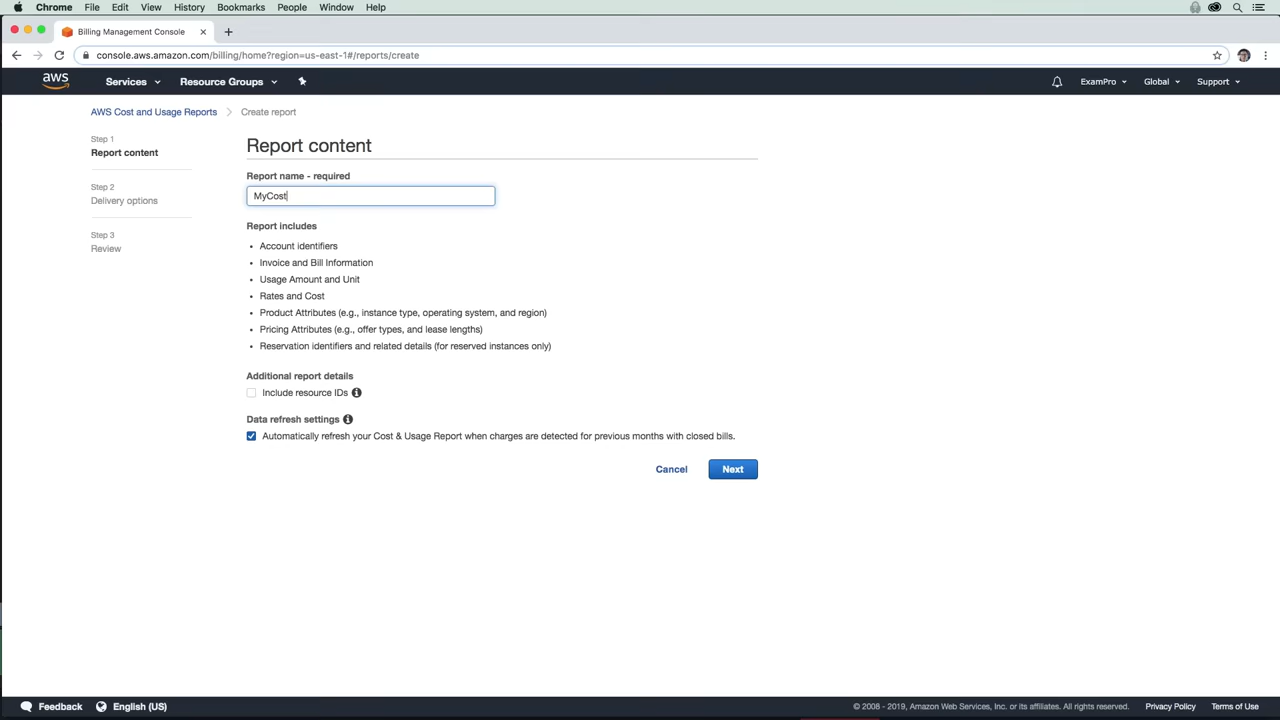 Chrome File Edit View History Bookmarks People Window Help
Billing Management Console
console.aws.amazon.com/billing/home?region=us-east-1#/reports/create
aws Services Resource Groups ExamPro Global Support
AWS Cost and Usage Reports Create report
Step 1
Report content
Step 2
Delivery options
Step 3
Review
Report content
Report name - required
MyCost
Report includes
• Account identifiers
• Invoice and Bill Information
• Usage Amount and Unit
• Rates and Cost
• Product Attributes (e.g., instance type, operating system, and region)
• Pricing Attributes (e.g., offer types, and lease lengths)
• Reservation identifiers and related details (for reserved instances only)
Additional report details
Include resource IDs
Data refresh settings
Automatically refresh your Cost & Usage Report when charges are detected for previous months with closed bills.
Cancel Next
Feedback English (US) © 2008 - 2019, Amazon Web Services, Inc. or its affiliates. All rights reserved. Privacy Policy Terms of Use